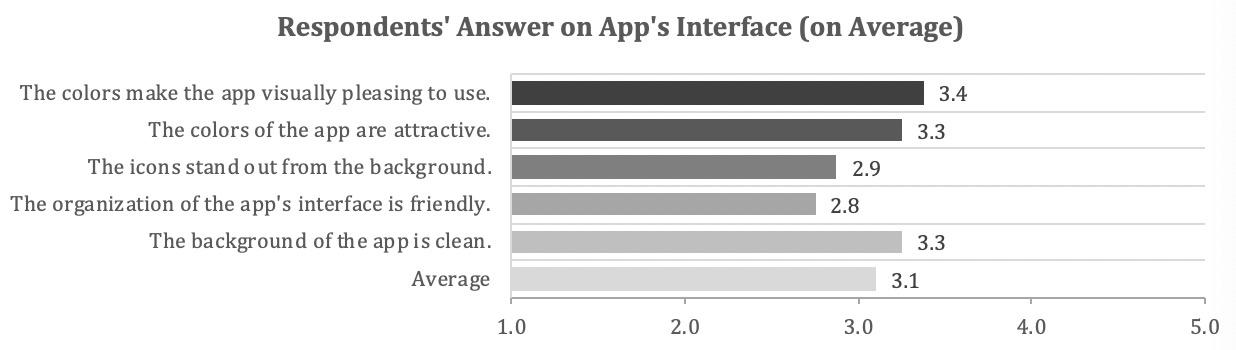 Respondents' Answer on App's Interface (on Average)
The colors make the app visually pleasing to use. 3.4
The colors of the app are attractive. 3.3
The icons stand out from the background. 2.9
The organization of the app's interface is friendly. 2.8
The background of the app is clean. 3.3
Average 3.1
1.0 2.0 3.0 4.0 5.0